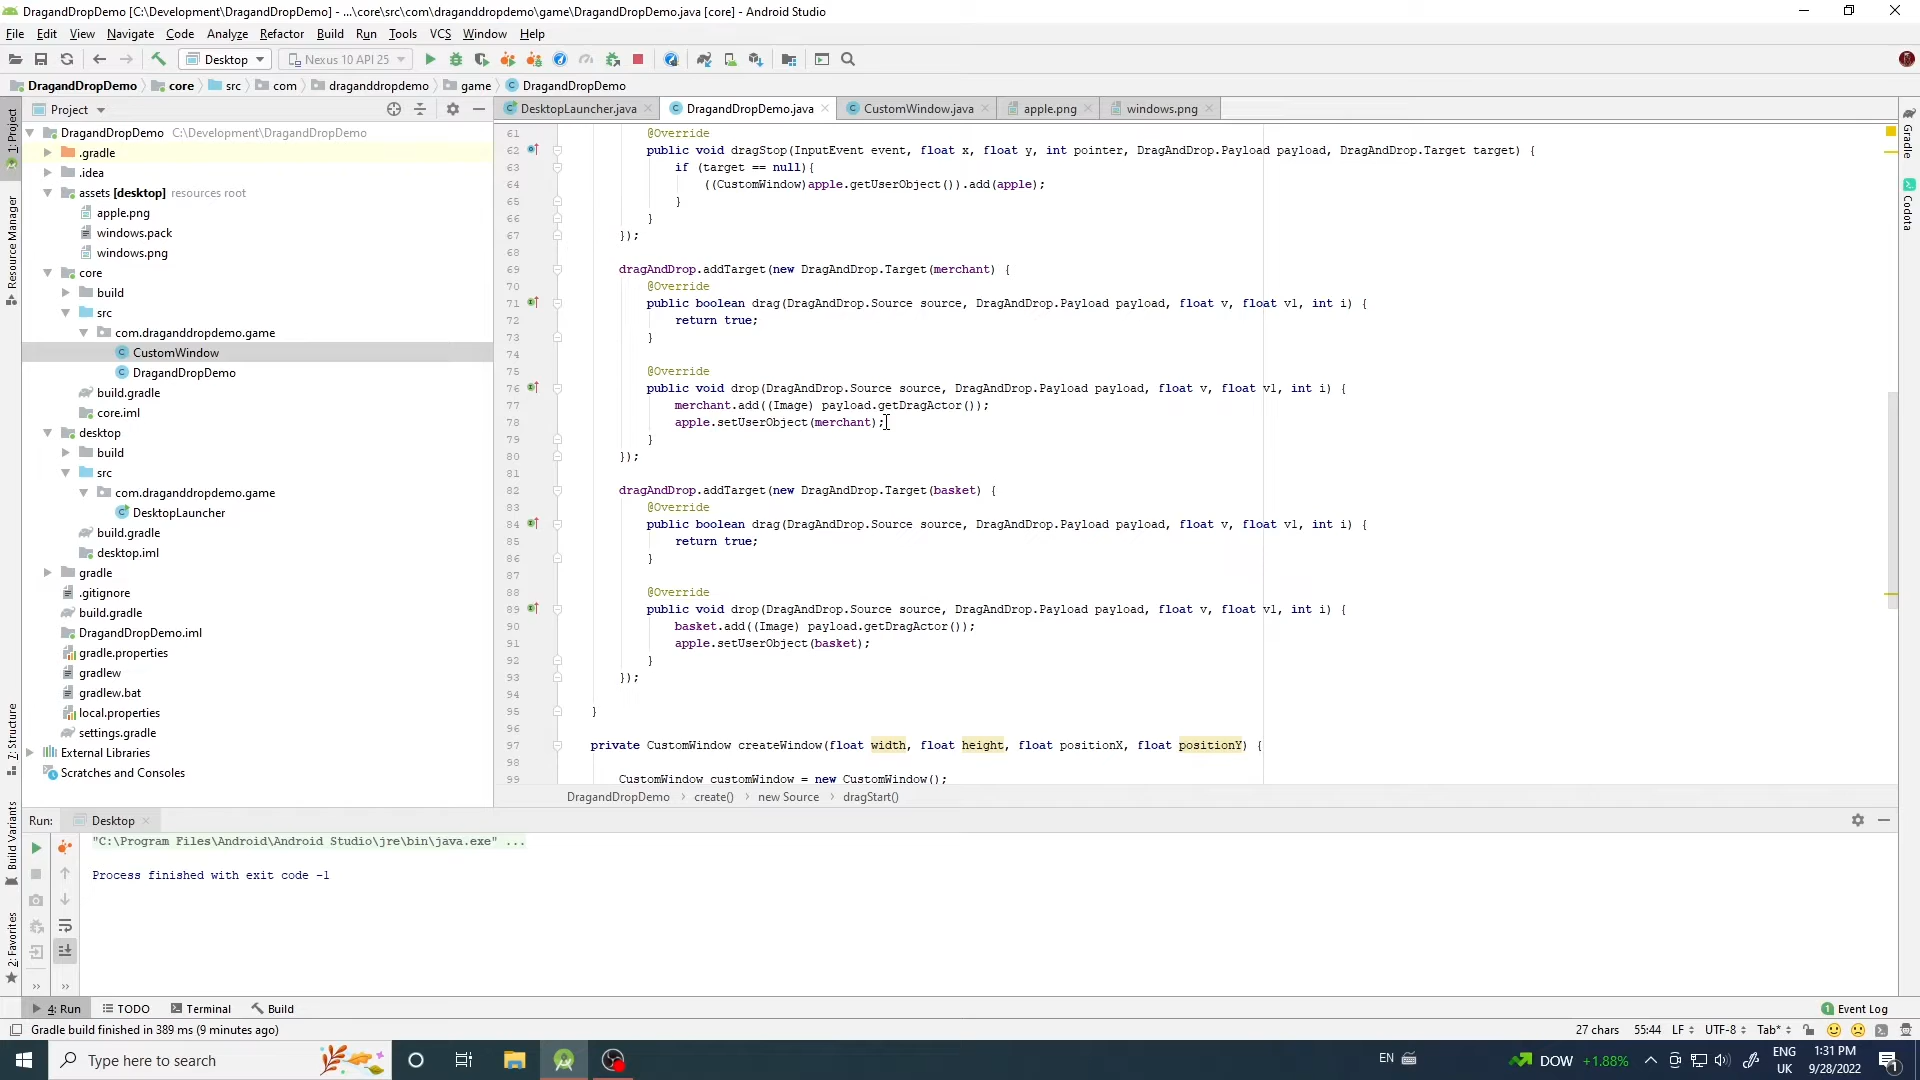 DragandDropDemo [C:\Development\DragandDropDemo] - ...\core\src\com\draganddropdemo\game\DragandDropDemo.java [core] - Android Studio
File Edit View Navigate Code Analyze Refactor Build Run Tools VCS Window Help
Desktop Nexus 10 API 25
DragandDropDemo core src com draganddropdemo game DragandDropDemo
Project
DesktopLauncher.java DragandDropDemo.java CustomWindow.java apple.png windows.png
1: Project
Resource Manager
7: Structure
Build Variants
2: Favorites
DragandDropDemo C:\Development\DragandDropDemo
.gradle
.idea
assets [desktop] resources root
apple.png
windows.pack
windows.png
core
build
src
com.draganddropdemo.game
CustomWindow
DragandDropDemo
build.gradle
core.iml
desktop
build
src
com.draganddropdemo.game
DesktopLauncher
build.gradle
desktop.iml
gradle
.gitignore
build.gradle
DragandDropDemo.iml
gradle.properties
gradlew
gradlew.bat
local.properties
settings.gradle
External Libraries
Scratches and Consoles
61 @Override
62 public void dragStop(InputEvent event, float x, float y, int pointer, DragAndDrop.Payload payload, DragAndDrop.Target target) {
63 if (target == null){
64 ((CustomWindow)apple.getUserObject()).add(apple);
65 }
66 }
67 });
68
69 dragAndDrop.addTarget(new DragAndDrop.Target(merchant) {
70 @Override
71 public boolean drag(DragAndDrop.Source source, DragAndDrop.Payload payload, float v, float v1, int i) {
72 return true;
73 }
74
75 @Override
76 public void drop(DragAndDrop.Source source, DragAndDrop.Payload payload, float v, float v1, int i) {
77 merchant.add((Image) payload.getDragActor());
78 apple.setUserObject(merchant);
79 }
80 });
81
82 dragAndDrop.addTarget(new DragAndDrop.Target(basket) {
83 @Override
84 public boolean drag(DragAndDrop.Source source, DragAndDrop.Payload payload, float v, float v1, int i) {
85 return true;
86 }
87
88 @Override
89 public void drop(DragAndDrop.Source source, DragAndDrop.Payload payload, float v, float v1, int i) {
90 basket.add((Image) payload.getDragActor());
91 apple.setUserObject(basket);
92 }
93 });
94
95 }
96
97 private CustomWindow createWindow(float width, float height, float positionX, float positionY) {
98
99 CustomWindow customWindow = new CustomWindow();
DragandDropDemo create() new Source dragStart()
Gradle
Codota
Run: Desktop
"C:\Program Files\Android\Android Studio\jre\bin\java.exe" ...
Process finished with exit code -1
4: Run TODO Terminal Build 1 Event Log
Gradle build finished in 389 ms (9 minutes ago) 27 chars 55:44 LF UTF-8 Tab*
Type here to search EN DOW +1.88% ENG UK 1:31 PM 9/28/2022 1